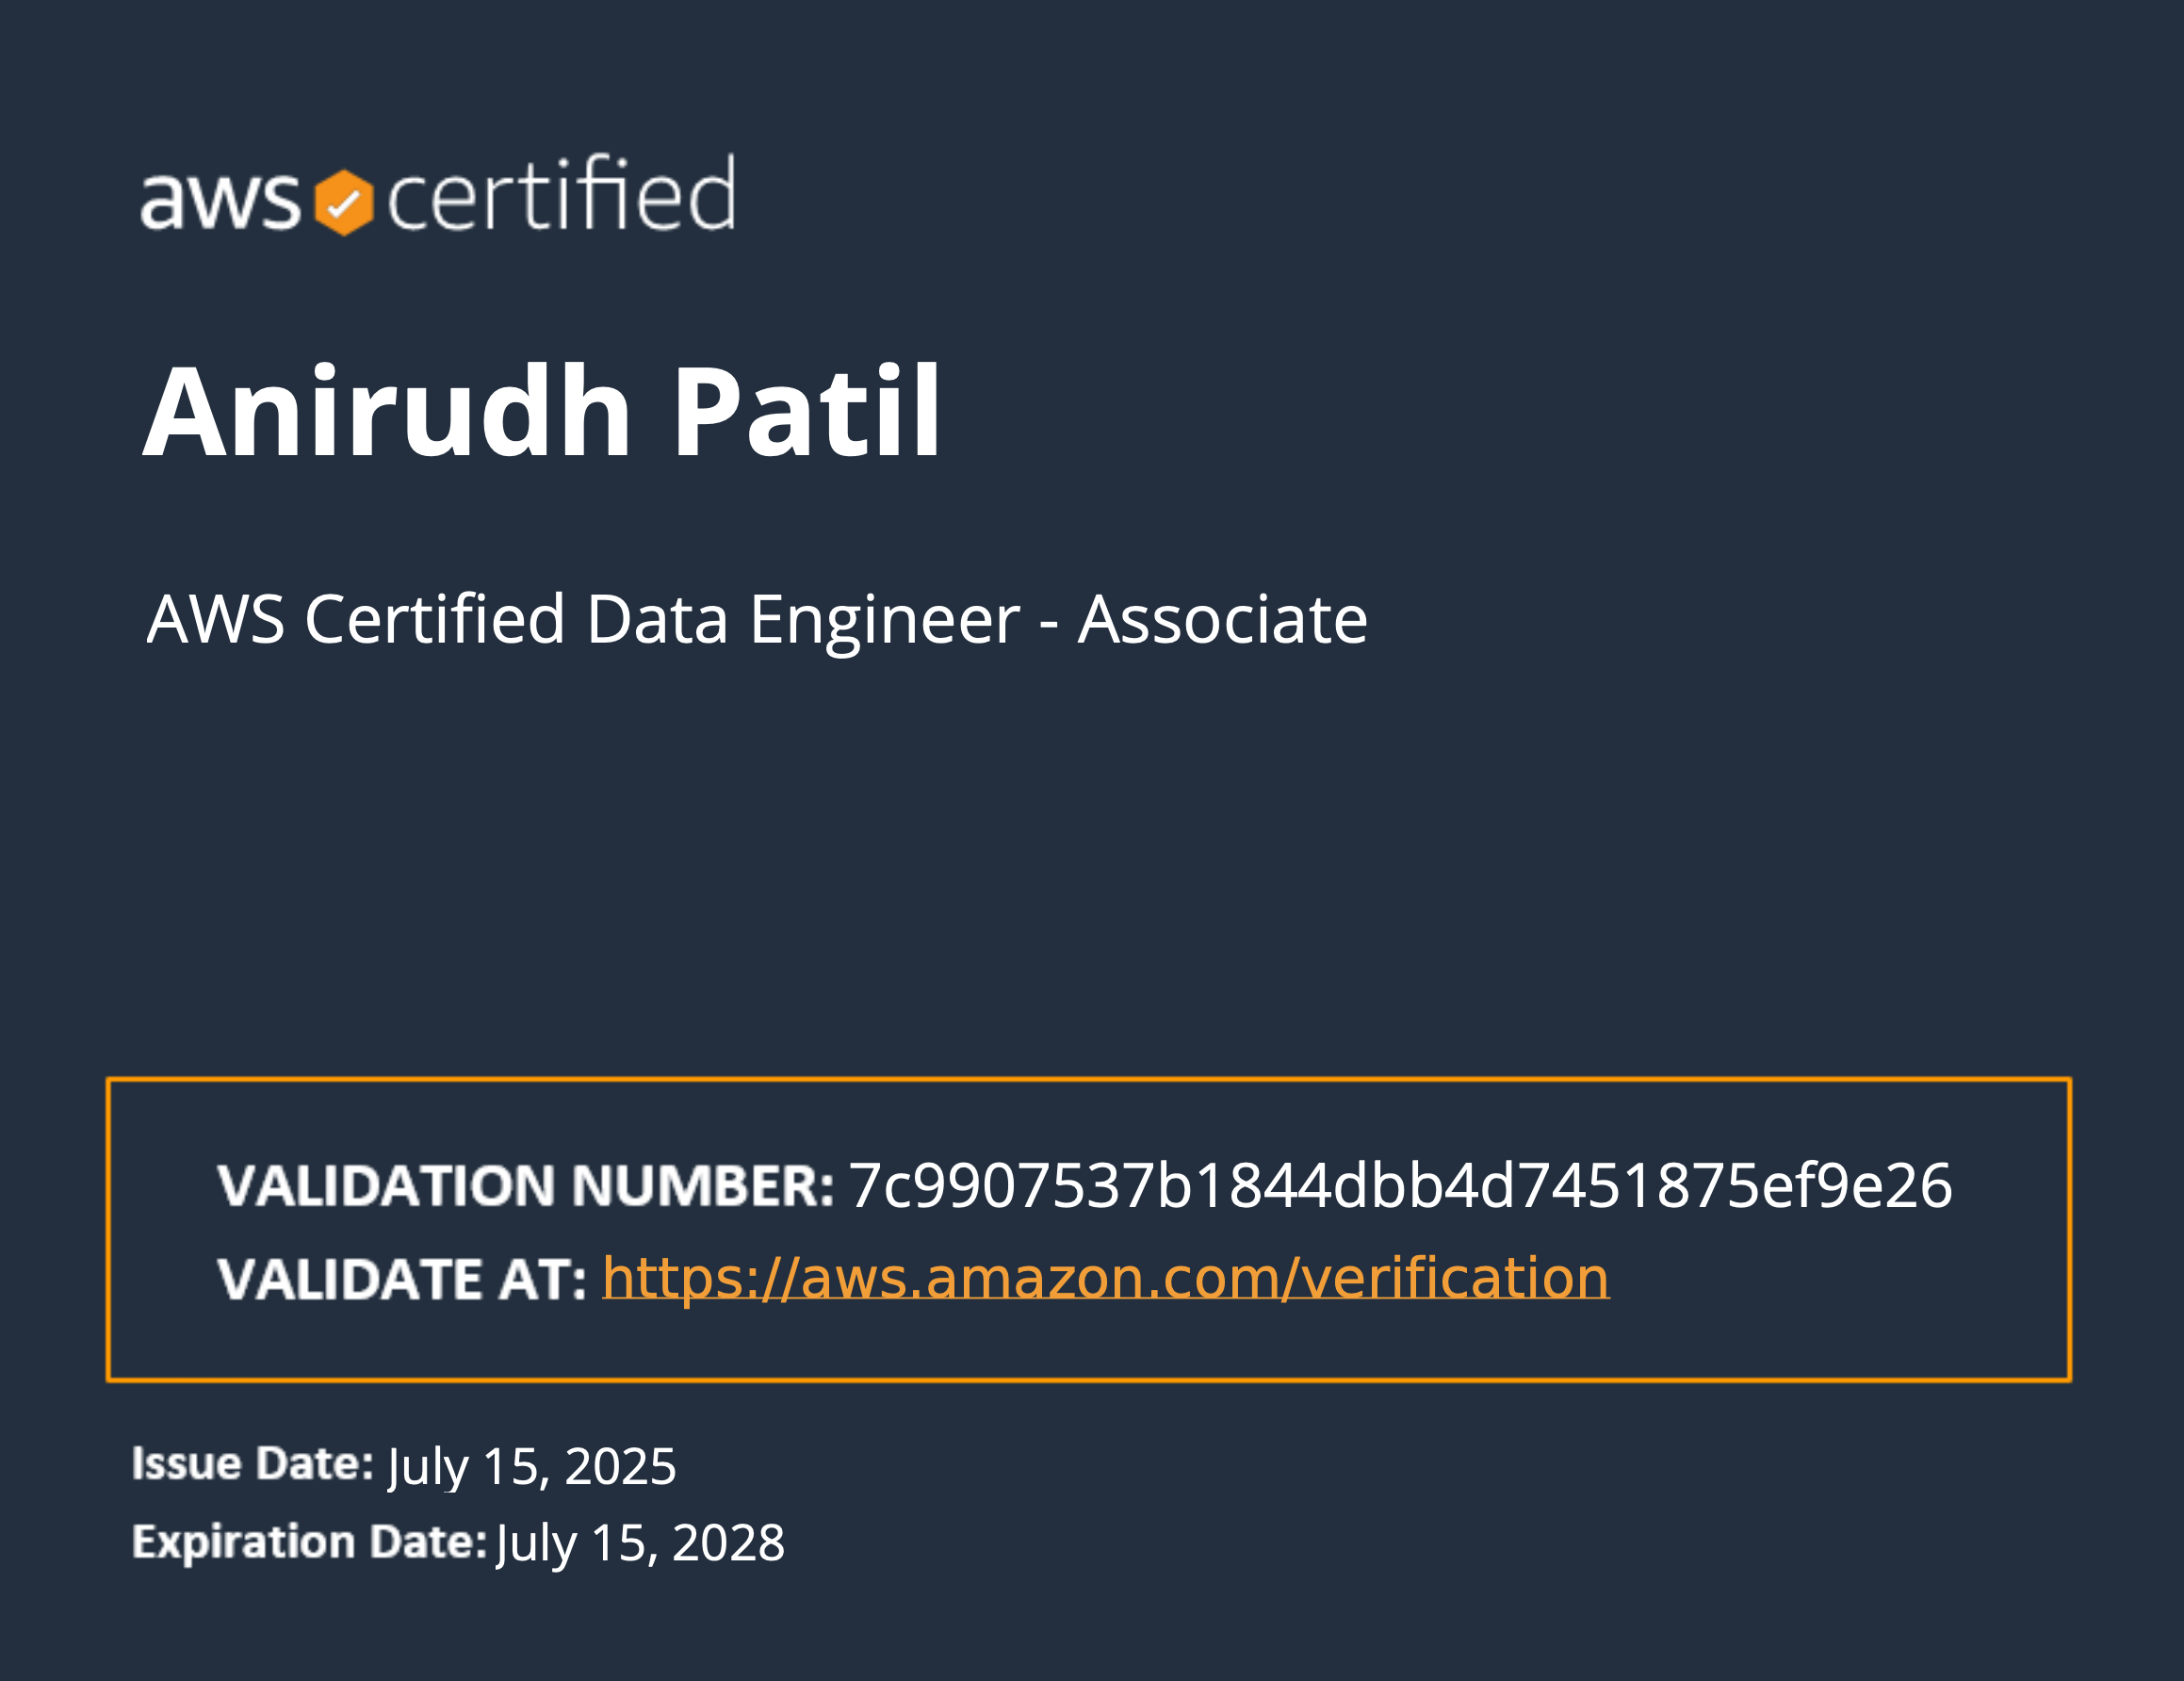 aws certified
Anirudh Patil
AWS Certified Data Engineer - Associate
VALIDATION NUMBER: 7c9907537b1844dbb4d7451875ef9e26
VALIDATE AT: https://aws.amazon.com/verification
Issue Date: July 15, 2025
Expiration Date: July 15, 2028